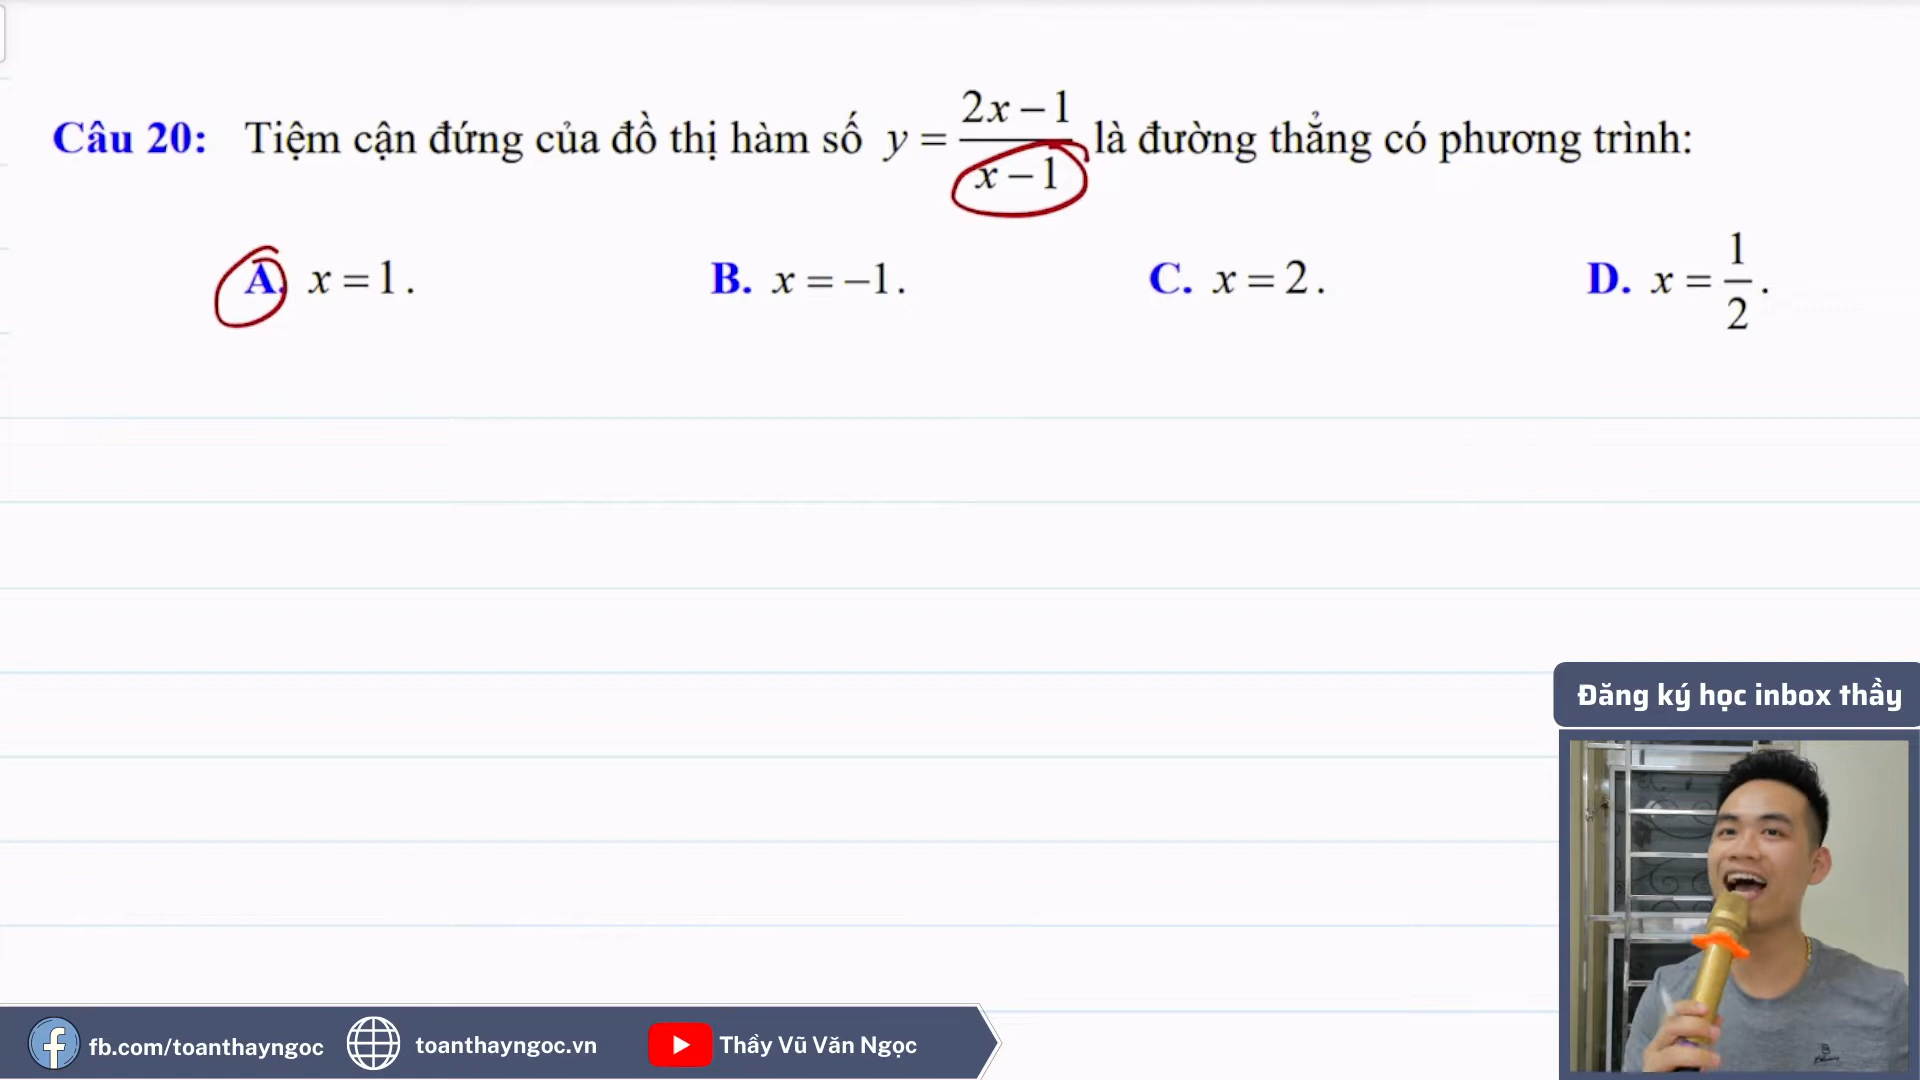 Câu 20: Tiệm cận đứng của đồ thị hàm số y = \frac{2x-1}{x-1} là đường thẳng có phương trình:
A. x = 1. B. x = −1. C. x = 2. D. x = \frac{1}{2}.
Đăng ký học inbox thầy
fb.com/toanthayngoc toanthayngoc.vn Thầy Vũ Văn Ngọc